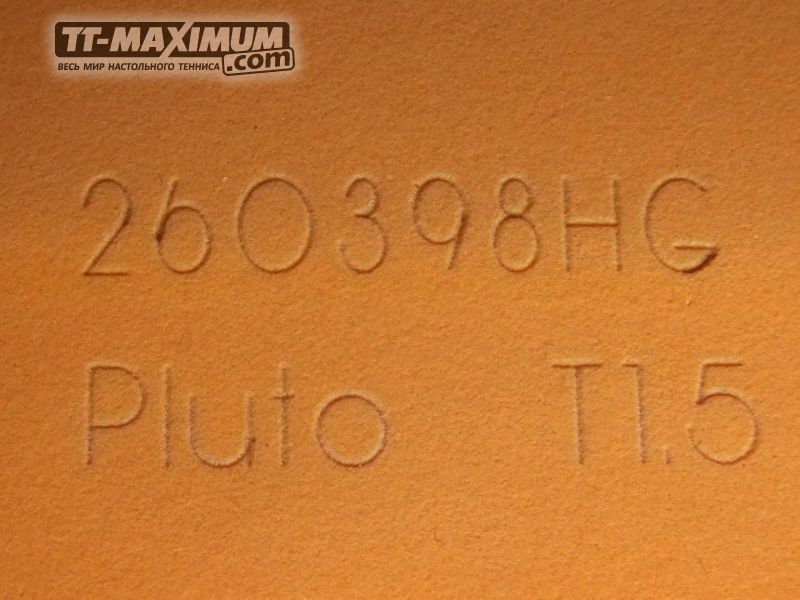 TT-MAXIMUM
.com
ВЕСЬ МИР НАСТОЛЬНОГО ТЕННИСА
260398HG
Pluto T1.5